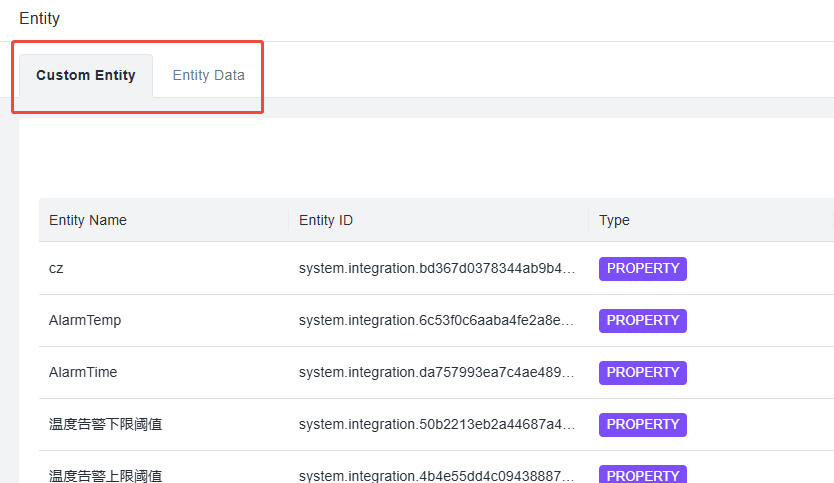 Entity
Custom Entity Entity Data
Entity Name Entity ID Type
cz system.integration.bd367d0378344ab9b4... PROPERTY
AlarmTemp system.integration.6c53f0c6aaba4fe2a8e... PROPERTY
AlarmTime system.integration.da757993ea7c4ae489... PROPERTY
温度告警下限阈值 system.integration.50b2213eb2a44687a4... PROPERTY
温度告警上限阈值 system.integration.4b4e55dd4c09438887... PROPERTY